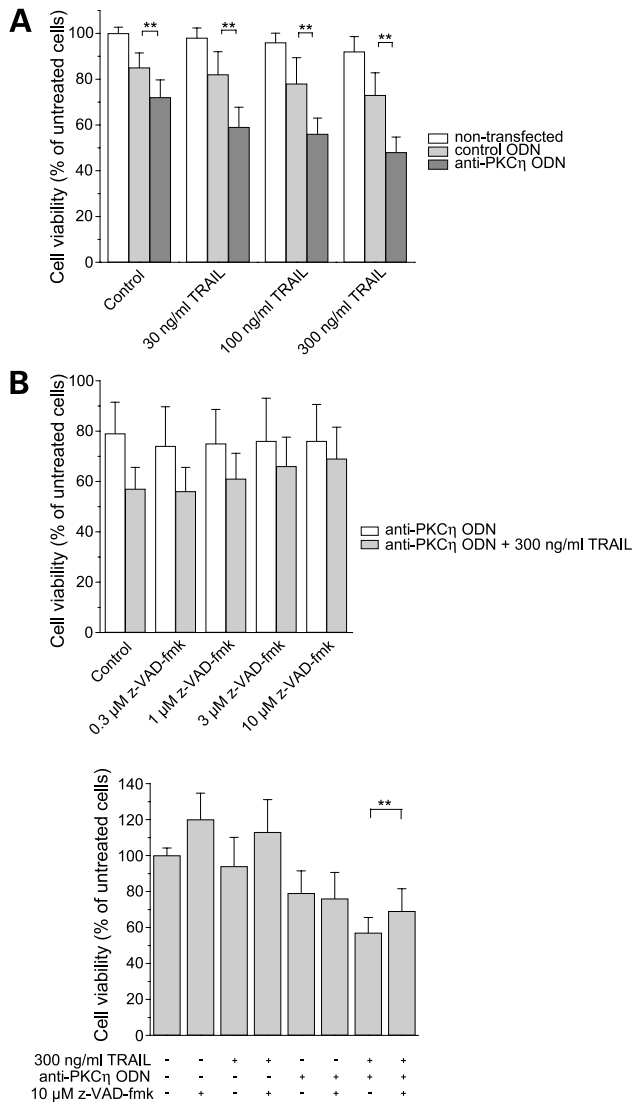 A
Cell viability (% of untreated cells)
100
80
60
40
20
0
** ** ** **
Control
30 ng/ml TRAIL
100 ng/ml TRAIL
300 ng/ml TRAIL
non-transfected
control ODN
anti-PKCη ODN
B
Cell viability (% of untreated cells)
100
80
60
40
20
0
Control
0.3 µM z-VAD-fmk
1 µM z-VAD-fmk
3 µM z-VAD-fmk
10 µM z-VAD-fmk
anti-PKCη ODN
anti-PKCη ODN + 300 ng/ml TRAIL
Cell viability (% of untreated cells)
140
120
100
80
60
40
20
0
**
300 ng/ml TRAIL - - + + - - + +
anti-PKCη ODN - - - - + + + +
10 µM z-VAD-fmk - + - + - + - +